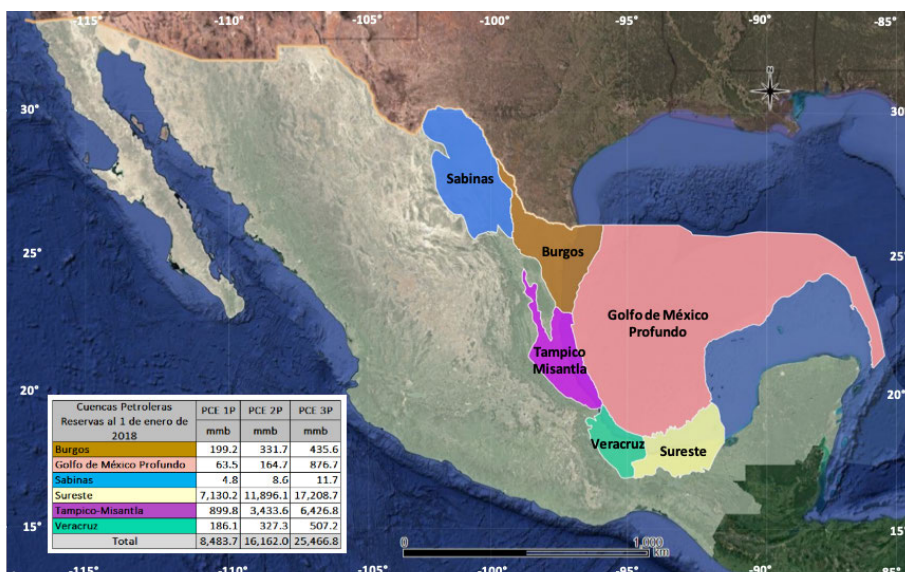 -115° -110° -105° -100° -95° -90° -85°
N
30° 30°
Sabinas
25° Burgos 25°
Golfo de México
Profundo
Tampico
Misantla
20° 20°
Veracruz Sureste
Cuencas Petroleras PCE 1P PCE 2P PCE 3P
Reservas al 1 de enero de
2018 mmb mmb mmb
Burgos 199.2 331.7 435.6
Golfo de México Profundo 63.5 164.7 876.7
Sabinas 4.8 8.6 11.7
Sureste 7,130.2 11,896.1 17,208.7
Tampico-Misantla 899.8 3,433.6 6,426.8
Veracruz 186.1 327.3 507.2
Total 8,483.7 16,162.0 25,466.8
15° 15°
0 1,000
km
-115° -110° -105° -100° -95° -90° -85°